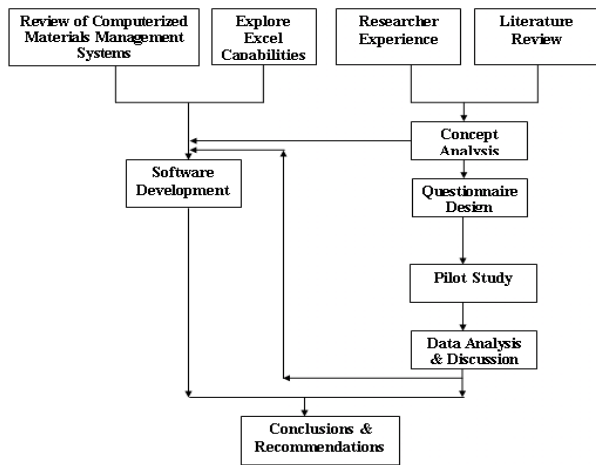 Review of Computerized
Materials Management
Systems
Explore
Excel
Capabilities
Researcher
Experience
Literature
Review
Concept
Analysis
Software
Development
Questionnaire
Design
Pilot Study
Data Analysis
& Discussion
Conclusions &
Recommendations